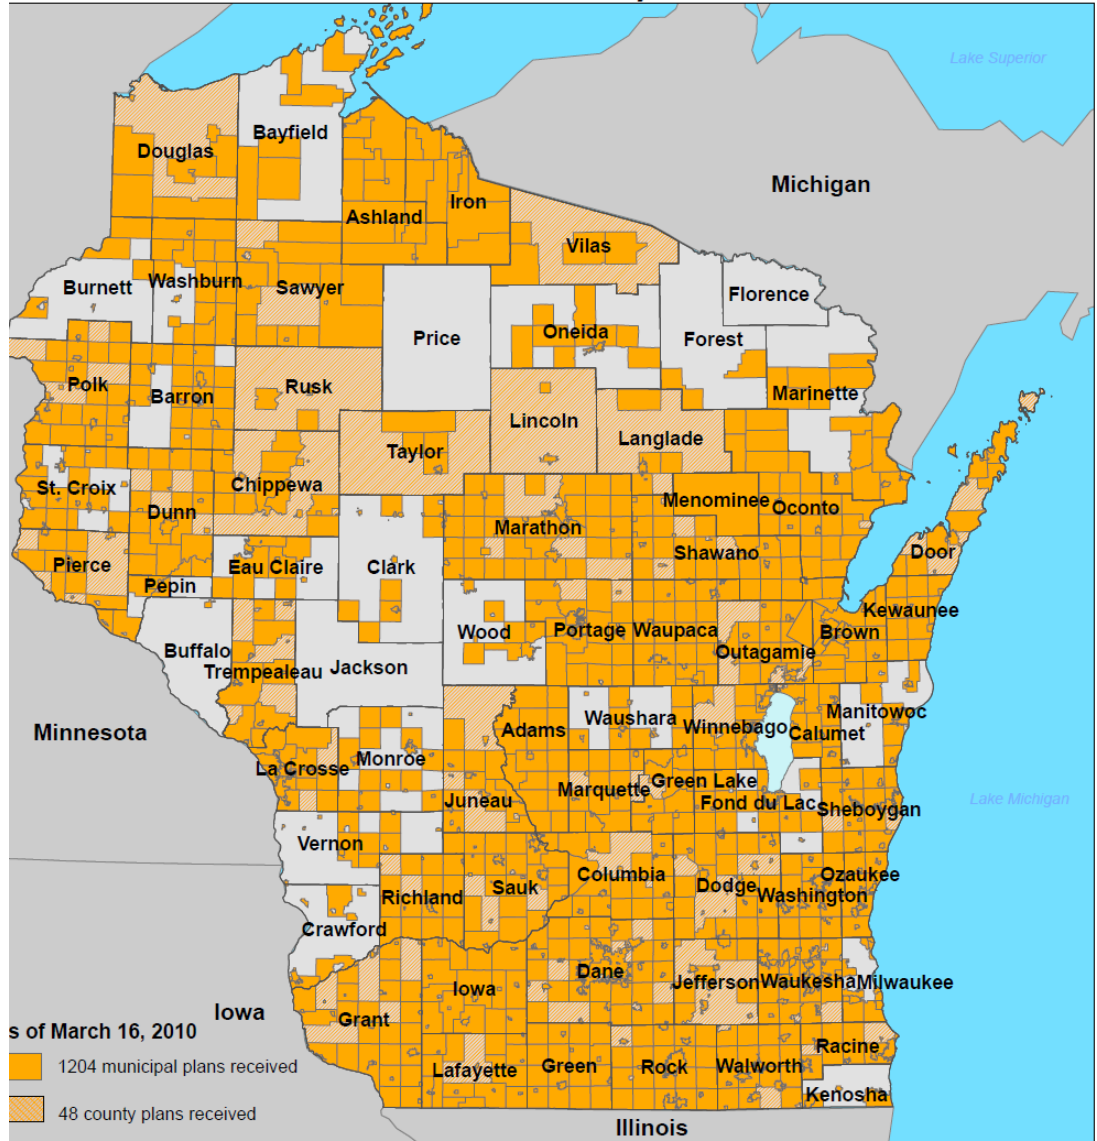 Lake Superior
Bayfield
Douglas
Michigan
Iron
Ashland
Vilas
Washburn
Burnett
Sawyer
Florence
Oneida
Price
Forest
Polk
Rusk
Barron
Marinette
Lincoln
Langlade
Taylor
St. Croix
Chippewa
Menominee
Oconto
Dunn
Marathon
Shawano
Door
Pierce
Eau Claire
Clark
Pepin
Kewaunee
Portage
Waupaca
Wood
Brown
Buffalo
Outagamie
Jackson
Trempealeau
Manitowoc
Waushara
Minnesota
Adams
Winnebago
Calumet
Monroe
La Crosse
Green Lake
Marquette
Juneau
Fond du Lac
Lake Michigan
Sheboygan
Vernon
Columbia
Ozaukee
Dodge
Sauk
Richland
Washington
Crawford
Dane
Jefferson
Waukesha
Milwaukee
Iowa
Iowa
Grant
s of March 16, 2010
Racine
1204 municipal plans received
Lafayette
Green
Rock
Walworth
Kenosha
48 county plans received
Illinois